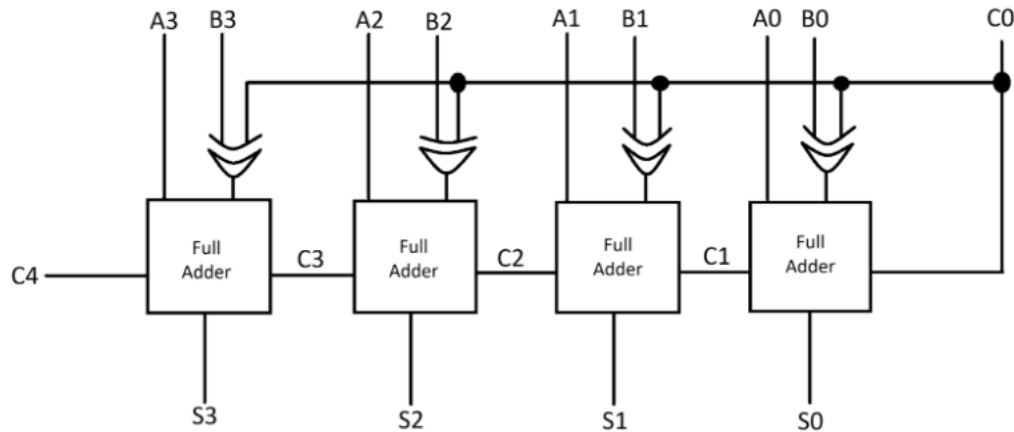 A3 B3 A2 B2 A1 B1 A0 B0 C0
Full Full Full Full
Adder Adder Adder Adder
C4 C3 C2 C1
S3 S2 S1 S0